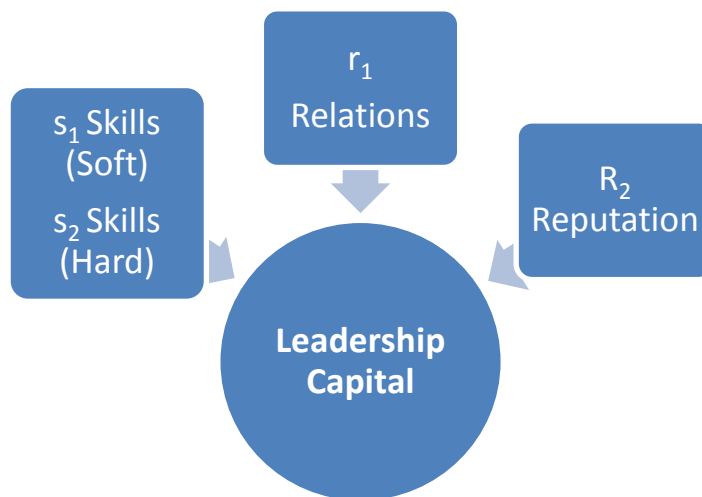 s₁ Skills
(Soft)
s₂ Skills
(Hard)
r₁
Relations
R₂
Reputation
Leadership
Capital